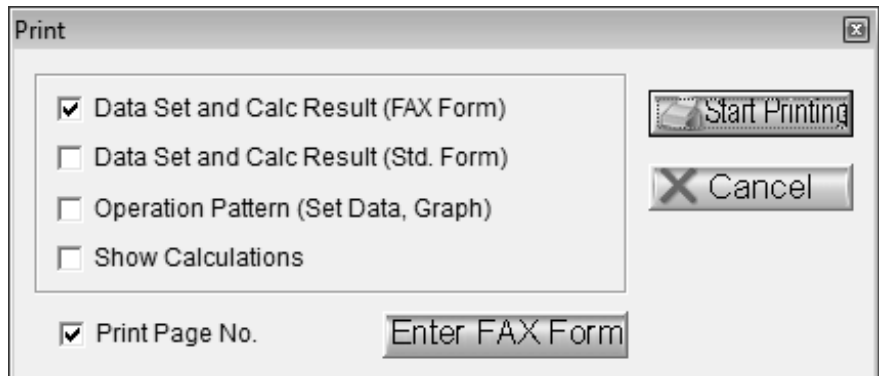 Print
Data Set and Calc Result (FAX Form)
Data Set and Calc Result (Std. Form)
Operation Pattern (Set Data, Graph)
Show Calculations
Print Page No.
Enter FAX Form
Start Printing
Cancel